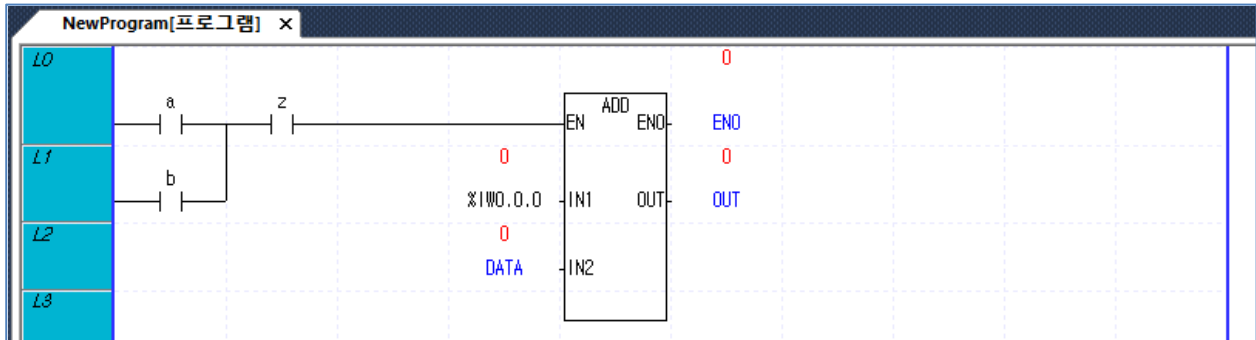 NewProgram[프로그램] ×
L0
0
a z ADD
EN ENO ENO
L1 0 0
b
%IW0.0.0 IN1 OUT OUT
L2 0
DATA IN2
L3